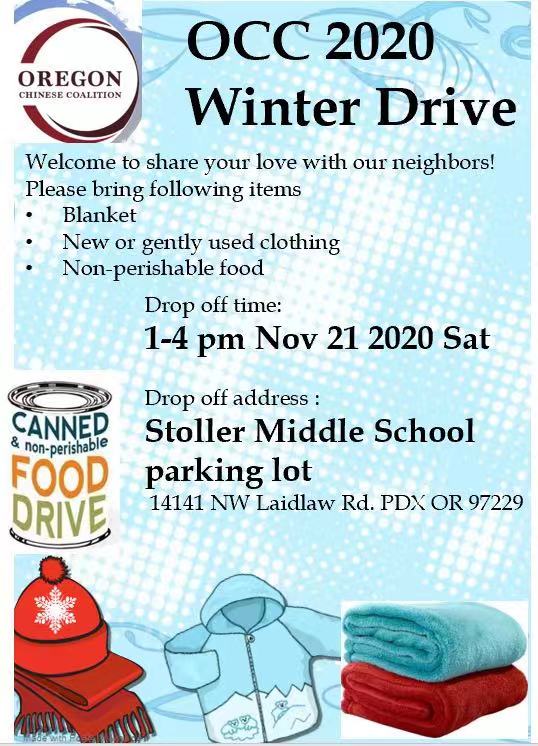 OREGON
CHINESE COALITION
OCC 2020
Winter Drive
Welcome to share your love with our neighbors!
Please bring following items
• Blanket
• New or gently used clothing
• Non-perishable food
Drop off time:
1-4 pm Nov 21 2020 Sat
Drop off address :
Stoller Middle School
parking lot
14141 NW Laidlaw Rd. PDX OR 97229
CANNED
& non-perishable
FOOD
DRIVE
Made with